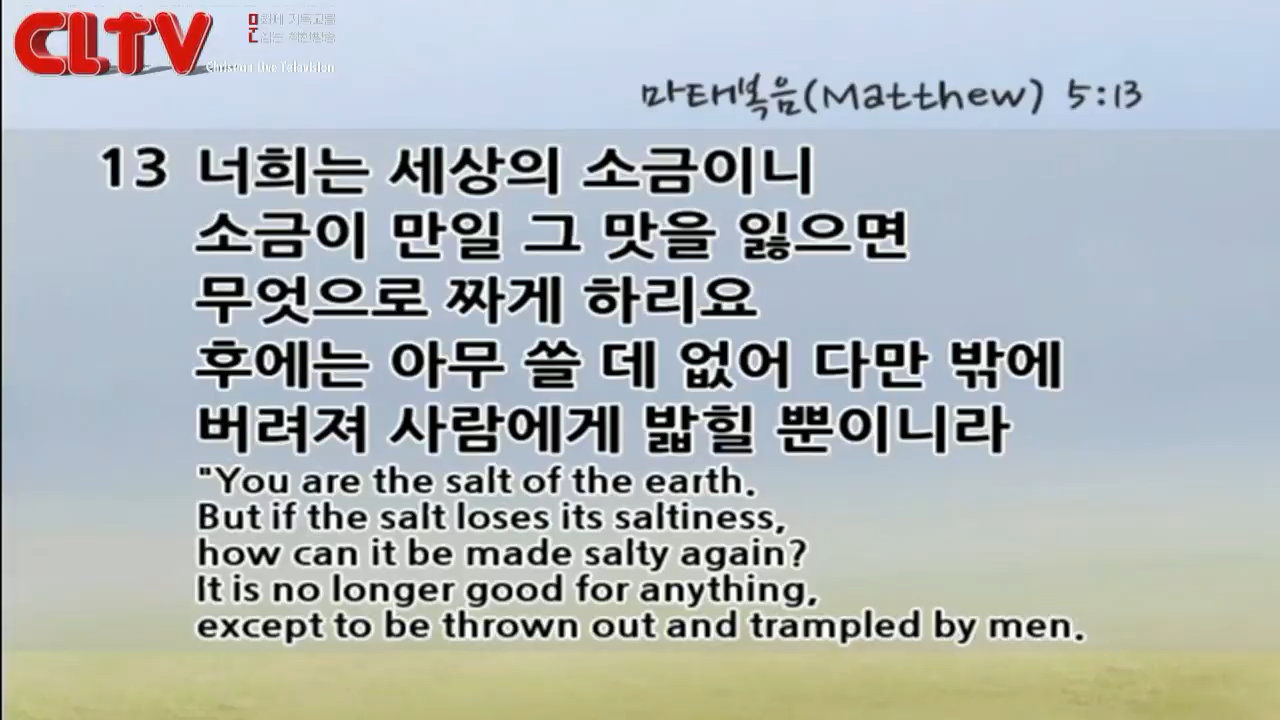 CLTV
Christian Live Television
마태복음(Matthew) 5:13
13 너희는 세상의 소금이니
소금이 만일 그 맛을 잃으면
무엇으로 짜게 하리요
후에는 아무 쓸 데 없어 다만 밖에
버려져 사람에게 밟힐 뿐이니라
"You are the salt of the earth.
But if the salt loses its saltiness,
how can it be made salty again?
It is no longer good for anything,
except to be thrown out and trampled by men.